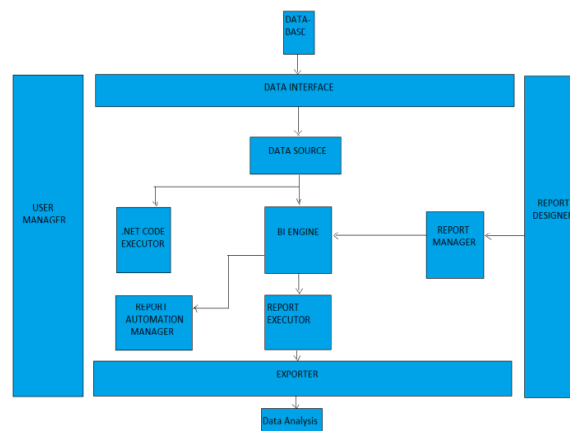 DATA-
BASE
DATA INTERFACE
DATA SOURCE
USER
MANAGER
.NET CODE
EXECUTOR
BI ENGINE
REPORT
MANAGER
REPORT
DESIGNER
REPORT
AUTOMATION
MANAGER
REPORT
EXECUTOR
EXPORTER
Data Analysis